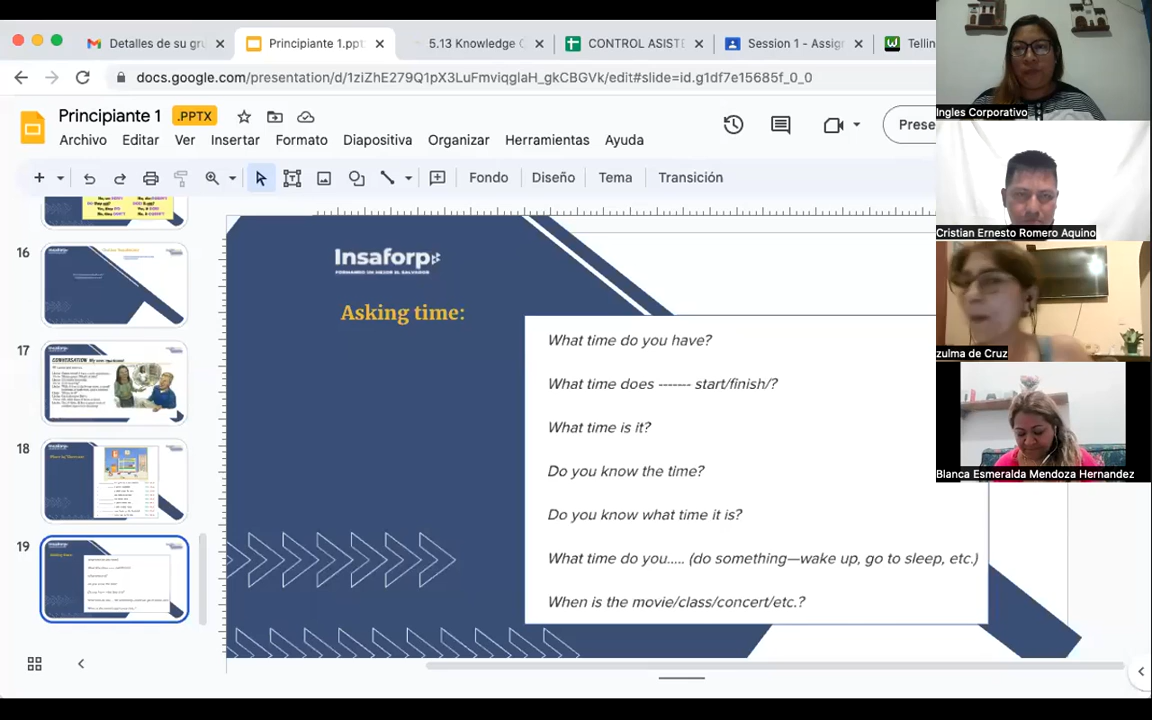 Detalles de su gru
Principiante 1.ppt
5.13 Knowledge C
CONTROL ASIST
Session 1 - Assig
Tellin
docs.google.com/presentation/d/1ziZhE279Q1pX3LuFmviqglaH_gkCBGVk/edit#slide=id.g1df7e15685f_0_0
Principiante 1
.PPTX
Prese
Archivo Editar Ver Insertar Formato Diapositiva Organizar Herramientas Ayuda
Fondo Diseño Tema Transición
16
17
18
19
Insaforp
FORMANDO UN MEJOR EL SALVADOR
Asking time:
What time do you have?
What time does ------- start/finish/?
What time is it?
Do you know the time?
Do you know what time it is?
What time do you..... (do something—wake up, go to sleep, etc.)
When is the movie/class/concert/etc.?
Ingles Corporativo
Cristian Ernesto Romero Aquino
zulma de Cruz
Blanca Esmeralda Mendoza Hernandez